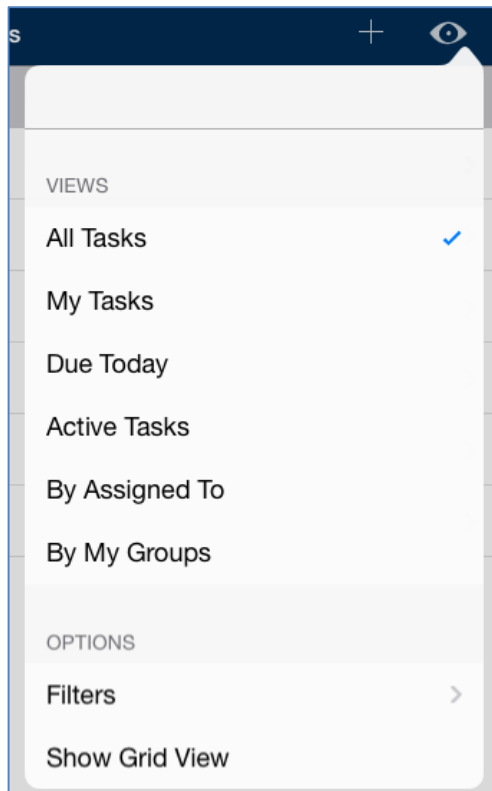 s
VIEWS
All Tasks
My Tasks
Due Today
Active Tasks
By Assigned To
By My Groups
OPTIONS
Filters
Show Grid View